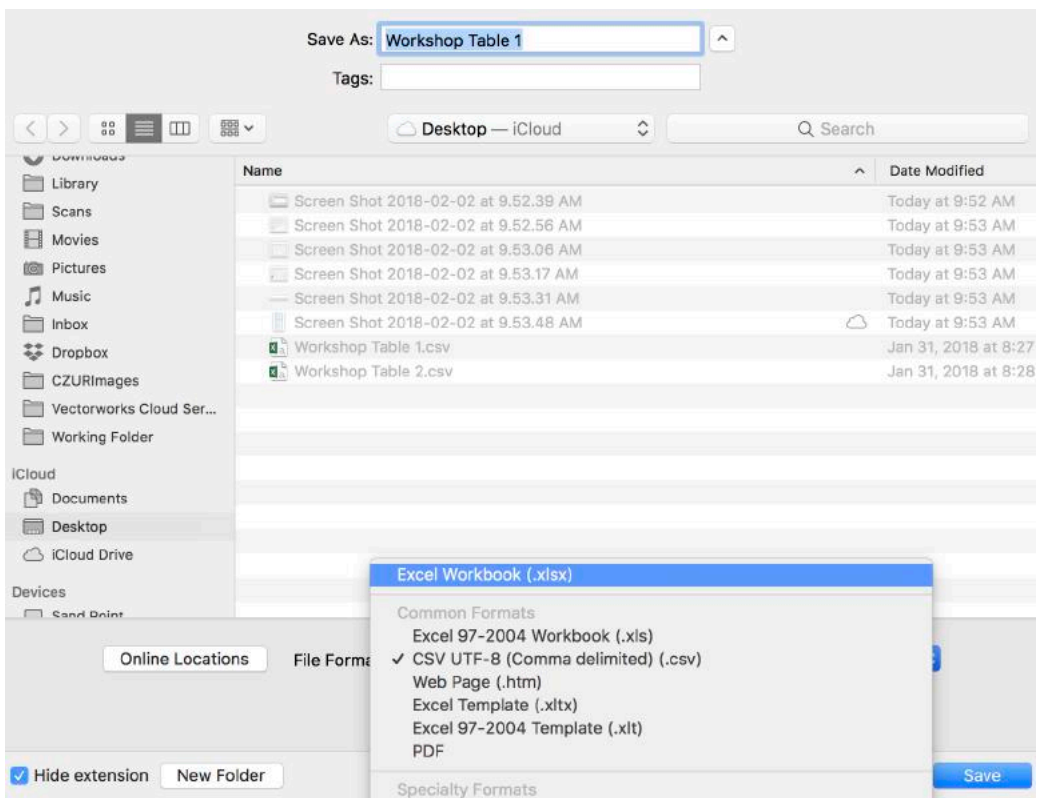 Save As: Workshop Table 1
Tags:
Desktop — iCloud
Search
Downloads
Library
Scans
Movies
Pictures
Music
Inbox
Dropbox
CZURImages
Vectorworks Cloud Ser...
Working Folder
iCloud
Documents
Desktop
iCloud Drive
Devices
Sand Point
Name Date Modified
Screen Shot 2018-02-02 at 9.52.39 AM Today at 9:52 AM
Screen Shot 2018-02-02 at 9.52.56 AM Today at 9:53 AM
Screen Shot 2018-02-02 at 9.53.06 AM Today at 9:53 AM
Screen Shot 2018-02-02 at 9.53.17 AM Today at 9:53 AM
Screen Shot 2018-02-02 at 9.53.31 AM Today at 9:53 AM
Screen Shot 2018-02-02 at 9.53.48 AM Today at 9:53 AM
Workshop Table 1.csv Jan 31, 2018 at 8:27
Workshop Table 2.csv Jan 31, 2018 at 8:28
Online Locations
File Forma
Excel Workbook (.xlsx)
Common Formats
Excel 97-2004 Workbook (.xls)
✓ CSV UTF-8 (Comma delimited) (.csv)
Web Page (.htm)
Excel Template (.xltx)
Excel 97-2004 Template (.xlt)
PDF
Specialty Formats
Hide extension
New Folder
Save